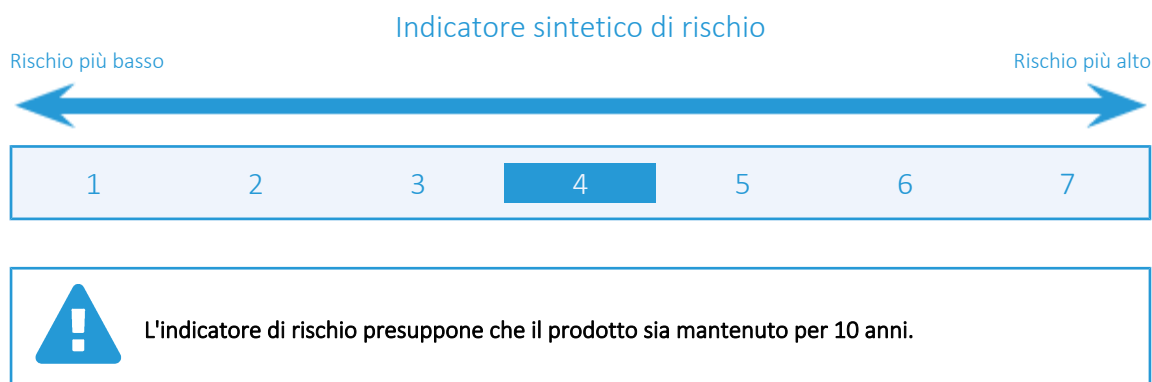 Indicatore sintetico di rischio
Rischio più basso Rischio più alto
1 2 3 4 5 6 7
L'indicatore di rischio presuppone che il prodotto sia mantenuto per 10 anni.